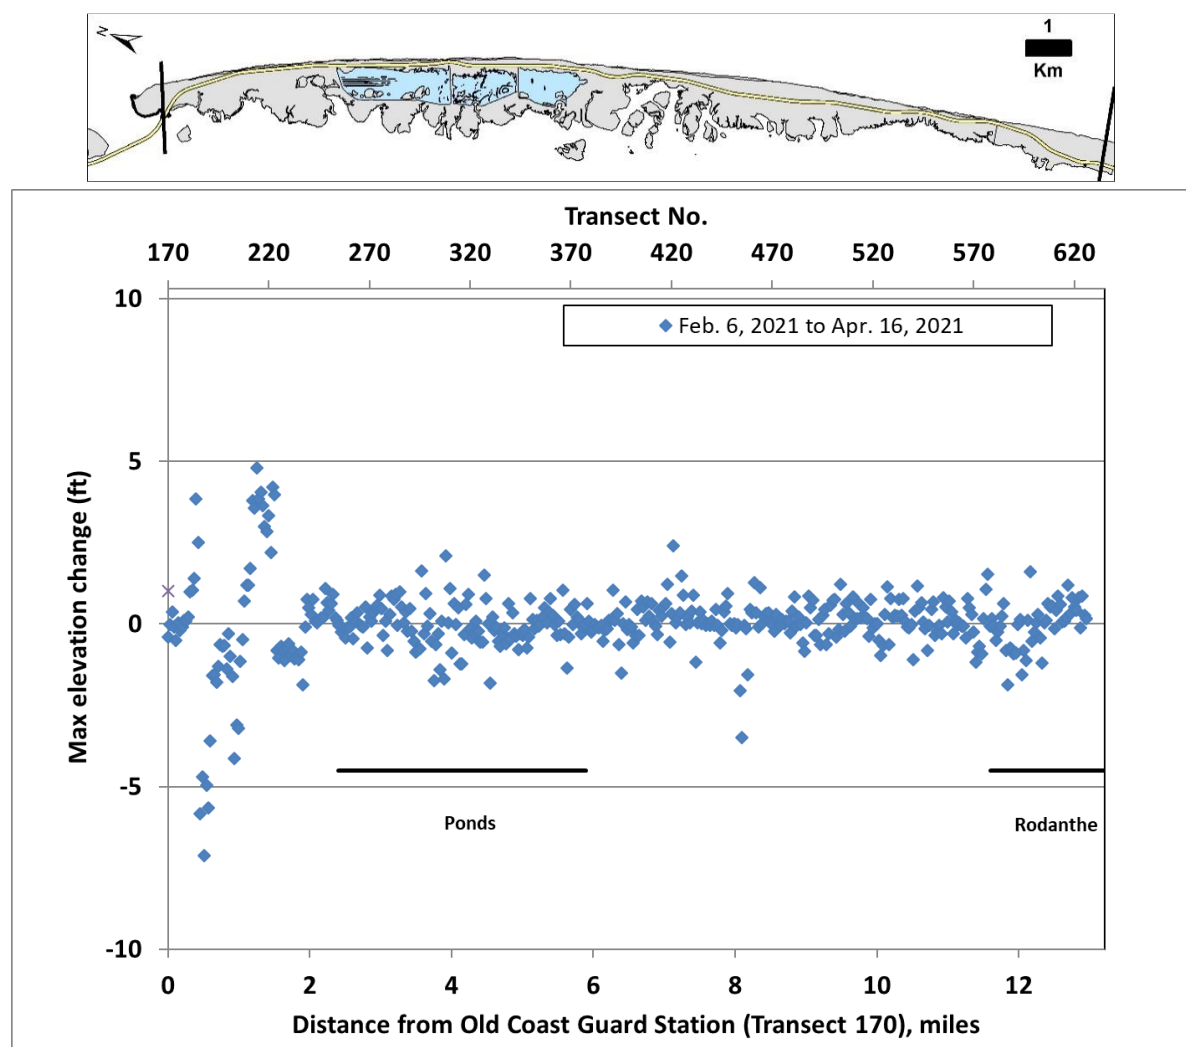 N
1
Km
Transect No.
170 220 270 320 370 420 470 520 570 620
10
5
0
-5
-10
Max elevation change (ft)
Feb. 6, 2021 to Apr. 16, 2021
Ponds
Rodanthe
0 2 4 6 8 10 12
Distance from Old Coast Guard Station (Transect 170), miles